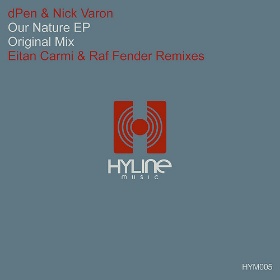 dPen & Nick Varon
Our Nature EP
Original Mix
Eitan Carmi & Raf Fender Remixes
HYLINE
MUSIC
HYM005